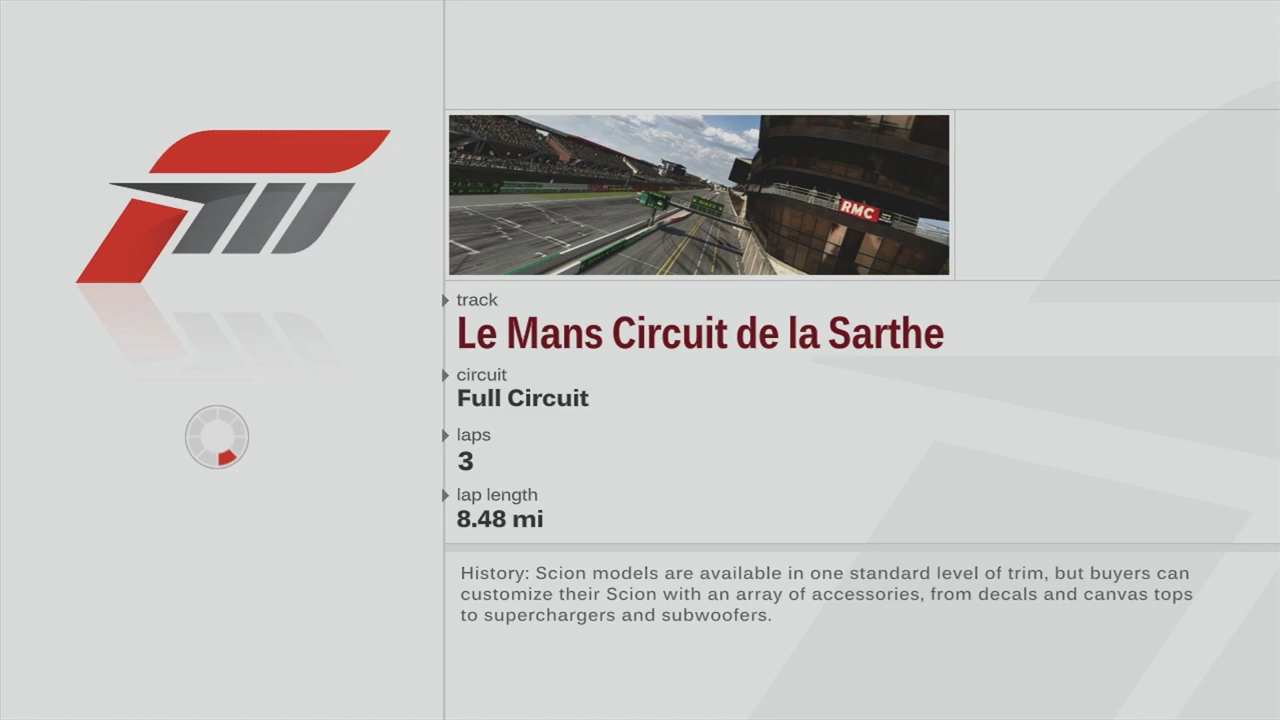 RMC
track
Le Mans Circuit de la Sarthe
circuit
Full Circuit
laps
3
lap length
8.48 mi
History: Scion models are available in one standard level of trim, but buyers can
customize their Scion with an array of accessories, from decals and canvas tops
to superchargers and subwoofers.